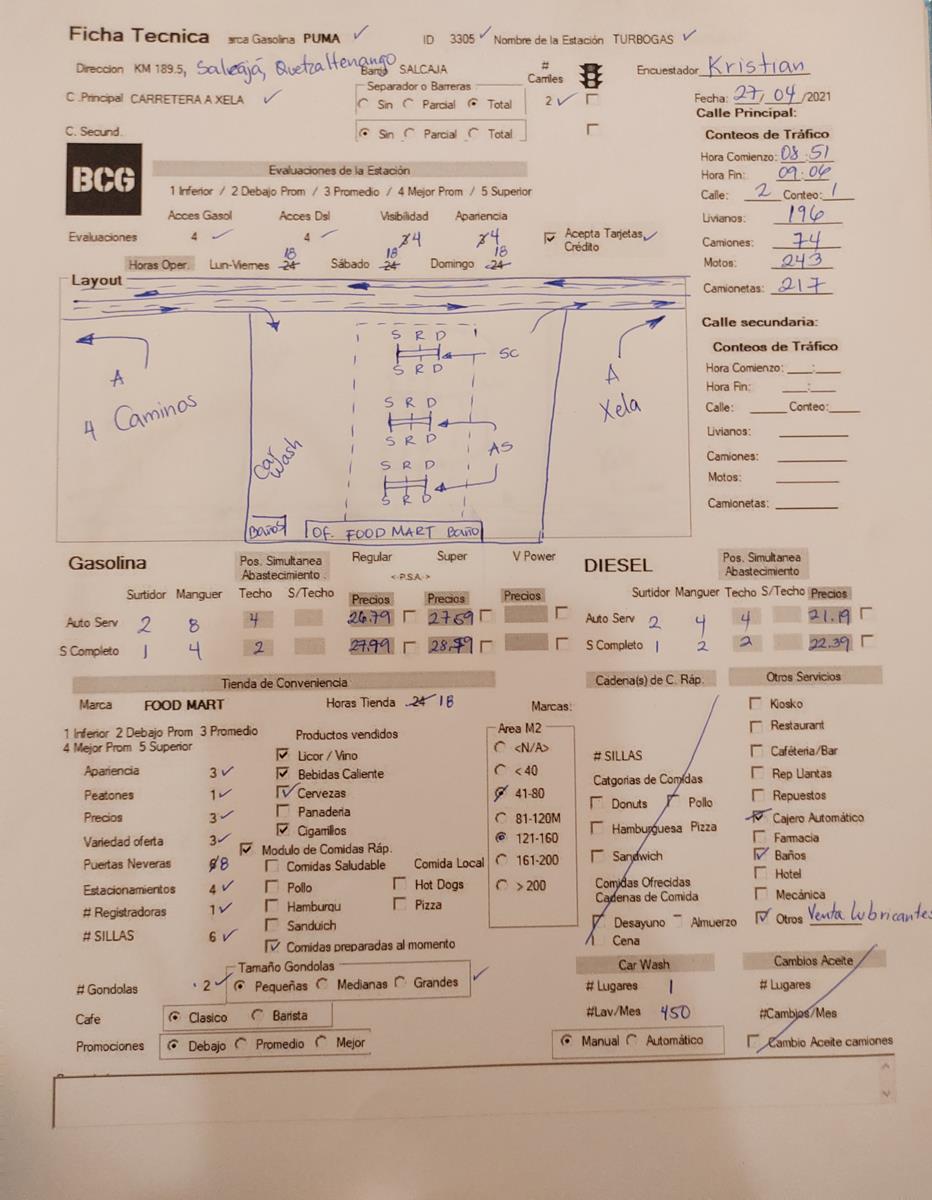 Ficha Tecnica arca Gasolina PUMA ID 3305 Nombre de la Estación TURBOGAS
Direccion KM 189.5, Salcajá, Quetzaltenango Barrio SALCAJA # Carriles Encuestador Kristian
C .Principal CARRETERA A XELA Separador o Barreras Sin Parcial Total 2 Fecha: 27/04/2021
C. Secund. Sin Parcial Total
Calle Principal:
Conteos de Tráfico
Hora Comienzo: 08:51
Hora Fin: 09:06
Calle: 2 Conteo: 1
Livianos: 196
Camiones: 74
Motos: 243
Camionetas: 217
BCG
Evaluaciones de la Estación
1 Inferior / 2 Debajo Prom / 3 Promedio / 4 Mejor Prom / 5 Superior
Acces Gasol Acces Dsl Visibilidad Apariencia
Evaluaciones 4 4 4 4 Acepta Tarjetas Crédito
Horas Oper. Lun-Viernes 24 18 Sábado 24 18 Domingo 24 18
Layout
S R D
S R D
SC
S R D
S R D
AS
S R D
S R D
A
4 Caminos
A
Xela
Car Wash
Baños OF. FOOD MART Baño
Calle secundaria:
Conteos de Tráfico
Hora Comienzo: :
Hora Fin: :
Calle: Conteo:
Livianos:
Camiones:
Motos:
Camionetas:
Gasolina Pos. Simultanea Abastecimiento . Regular Super V Power
<-P.S.A.->
Surtidor Manguer Techo S/Techo Precios Precios Precios
Auto Serv 2 8 4 26.79 27.69
S Completo 1 4 2 27.99 28.79
DIESEL Pos. Simultanea Abastecimiento
Surtidor Manguer Techo S/Techo Precios
Auto Serv 2 4 4 21.19
S Completo 1 2 2 22.39
Tienda de Conveniencia
Marca FOOD MART Horas Tienda 24 18 Marcas:
1 Inferior 2 Debajo Prom 3 Promedio
4 Mejor Prom 5 Superior
Apariencia 3
Peatones 1
Precios 3
Variedad oferta 3
Puertas Neveras 8
Estacionamientos 4
# Registradoras 1
# SILLAS 6
# Gondolas 2
Productos vendidos
Licor / Vino
Bebidas Caliente
Cervezas
Panaderia
Cigarrillos
Modulo de Comidas Ráp.
Comidas Saludable Comida Local
Pollo Hot Dogs
Hamburqu Pizza
Sanduich
Comidas preparadas al momento
Tamaño Gondolas
Pequeñas Medianas Grandes
Cafe Clasico Barista
Promociones Debajo Promedio Mejor
Area M2
<N/A>
< 40
41-80
81-120M
121-160
161-200
> 200
Cadena(s) de C. Ráp.
# SILLAS
Catgorias de Comidas
Donuts Pollo
Hamburguesa Pizza
Sandwich
Comidas Ofrecidas
Cadenas de Comida
Desayuno Almuerzo
Cena
Otros Servicios
Kiosko
Restaurant
Caféteria/Bar
Rep Llantas
Repuestos
Cajero Automático
Farmacia
Baños
Hotel
Mecánica
Otros Venta lubricantes
Car Wash
# Lugares 1
#Lav/Mes 450
Manual Automático
Cambios Aceite
# Lugares
#Cambios/Mes
Cambio Aceite camiones